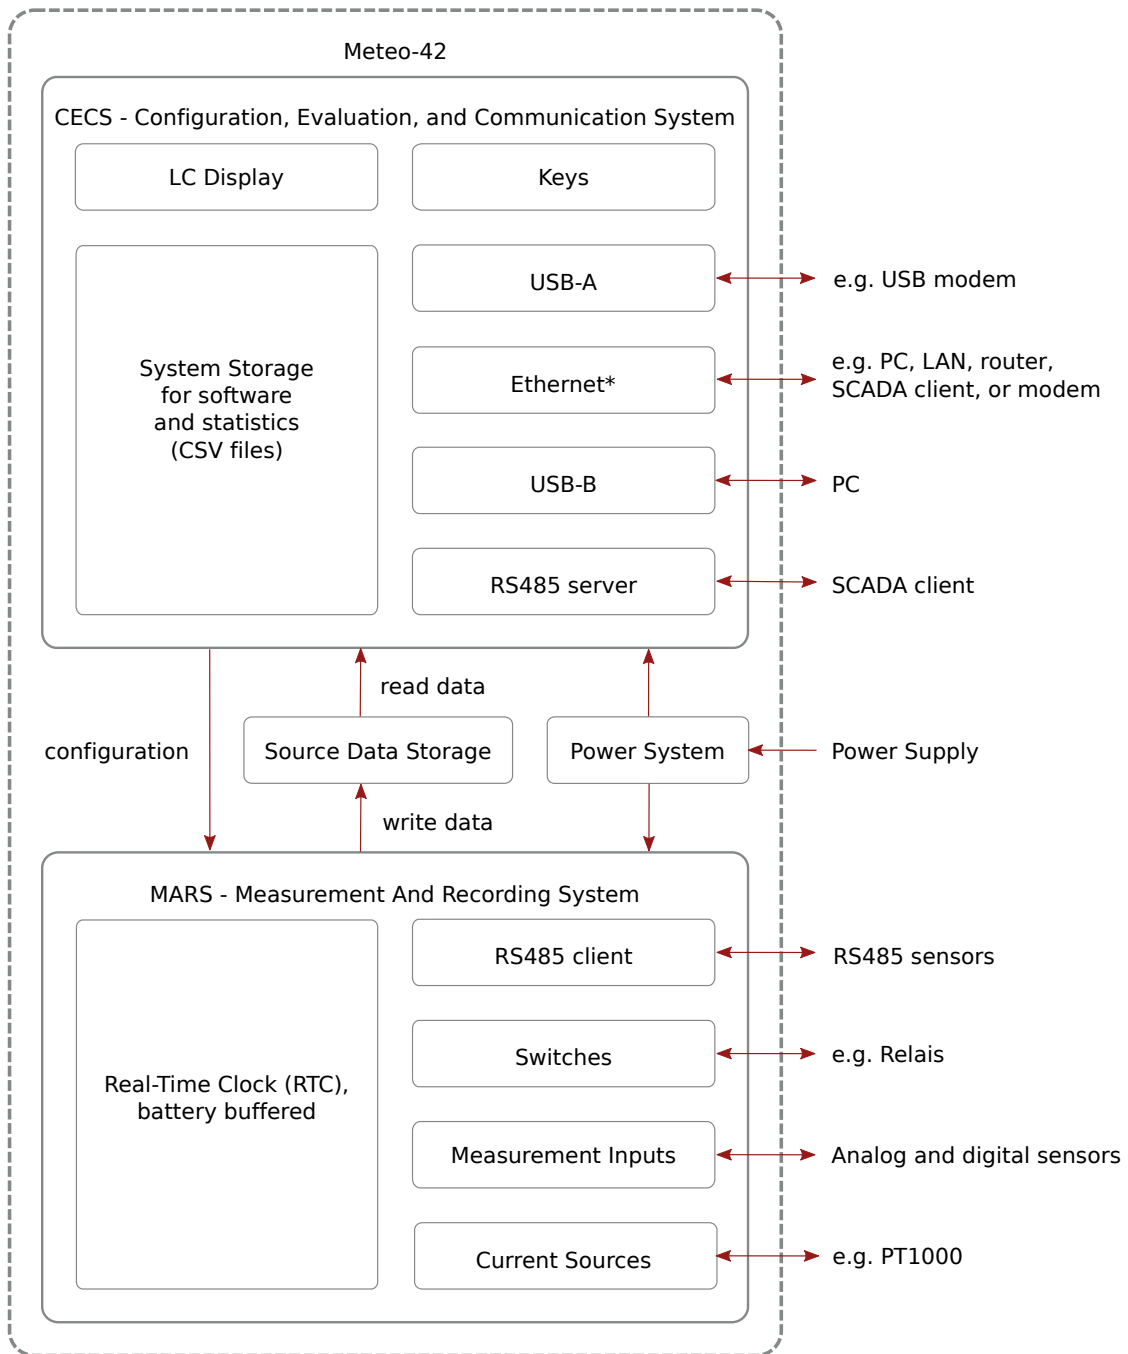 Meteo-42
CECS - Configuration, Evaluation, and Communication System
LC Display
Keys
System Storage
for software
and statistics
(CSV files)
USB-A
e.g. USB modem
Ethernet*
e.g. PC, LAN, router,
SCADA client, or modem
USB-B
PC
RS485 server
SCADA client
configuration
read data
Source Data Storage
write data
Power System
Power Supply
MARS - Measurement And Recording System
Real-Time Clock (RTC),
battery buffered
RS485 client
RS485 sensors
Switches
e.g. Relais
Measurement Inputs
Analog and digital sensors
Current Sources
e.g. PT1000